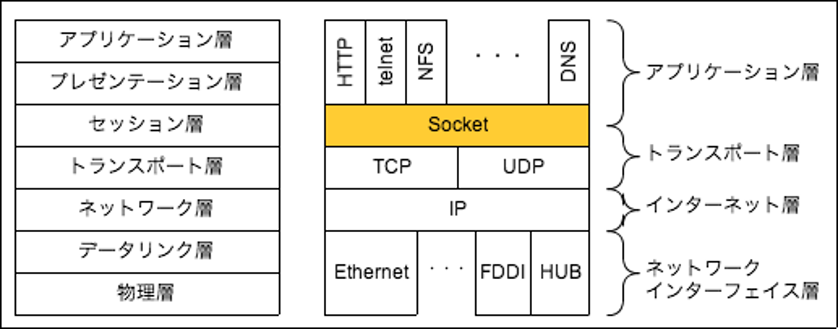 アプリケーション層
プレゼンテーション層
セッション層
トランスポート層
ネットワーク層
データリンク層
物理層
HTTP
telnet
NFS
・・・
DNS
Socket
TCP
UDP
IP
Ethernet
・・・
FDDI
HUB
アプリケーション層
トランスポート層
インターネット層
ネットワーク
インターフェイス層